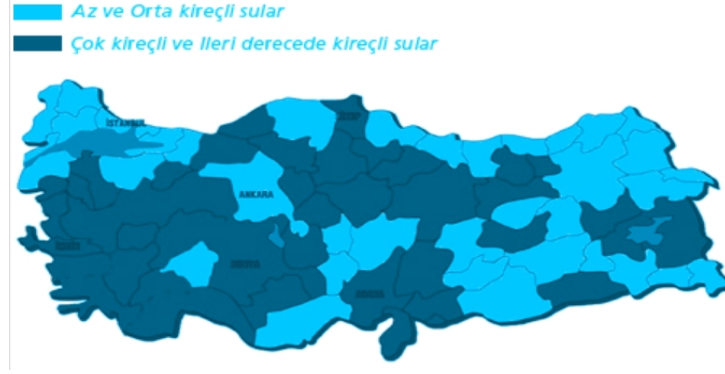 Az ve Orta kireçli sular
Çok kireçli ve Ileri derecede kireçli sular
İSTANBUL
ANKARA